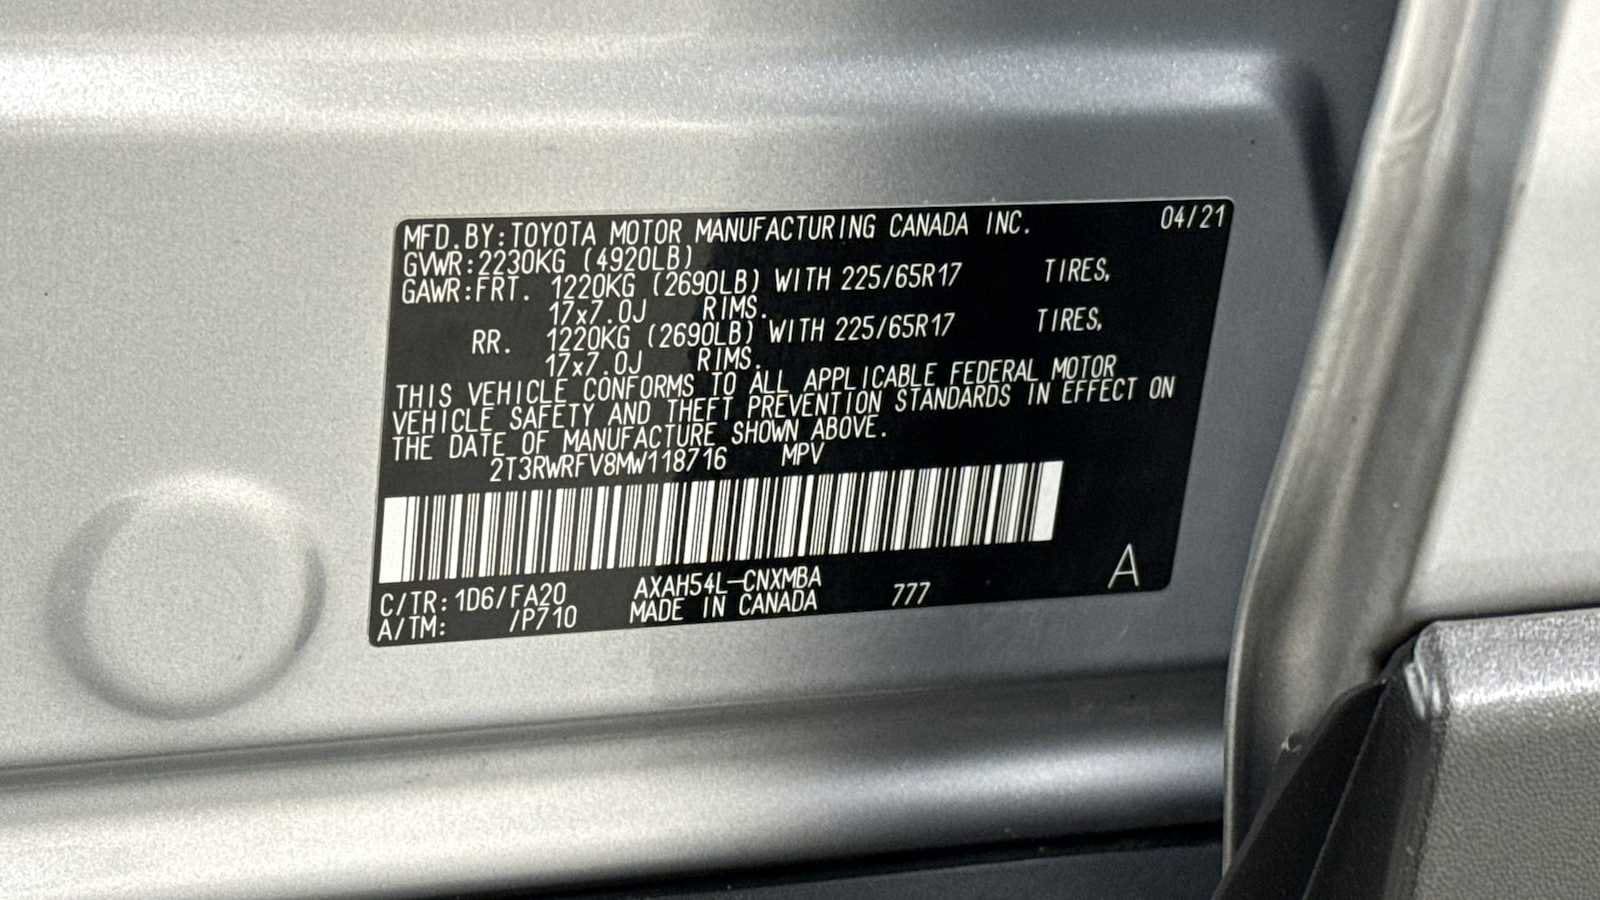 MFD.BY:TOYOTA MOTOR MANUFACTURING CANADA INC. 04/21
GVWR:2230KG (4920LB)
GAWR:FRT. 1220KG (2690LB) WITH 225/65R17 TIRES,
17x7.0J RIMS.
RR. 1220KG (2690LB) WITH 225/65R17 TIRES,
17x7.0J RIMS.
THIS VEHICLE CONFORMS TO ALL APPLICABLE FEDERAL MOTOR
VEHICLE SAFETY AND THEFT PREVENTION STANDARDS IN EFFECT ON
THE DATE OF MANUFACTURE SHOWN ABOVE.
2T3RWRFV8MW118716 MPV
C/TR:1D6/FA20 AXAH54L-CNXMBA 777 A
A/TM: /P710 MADE IN CANADA